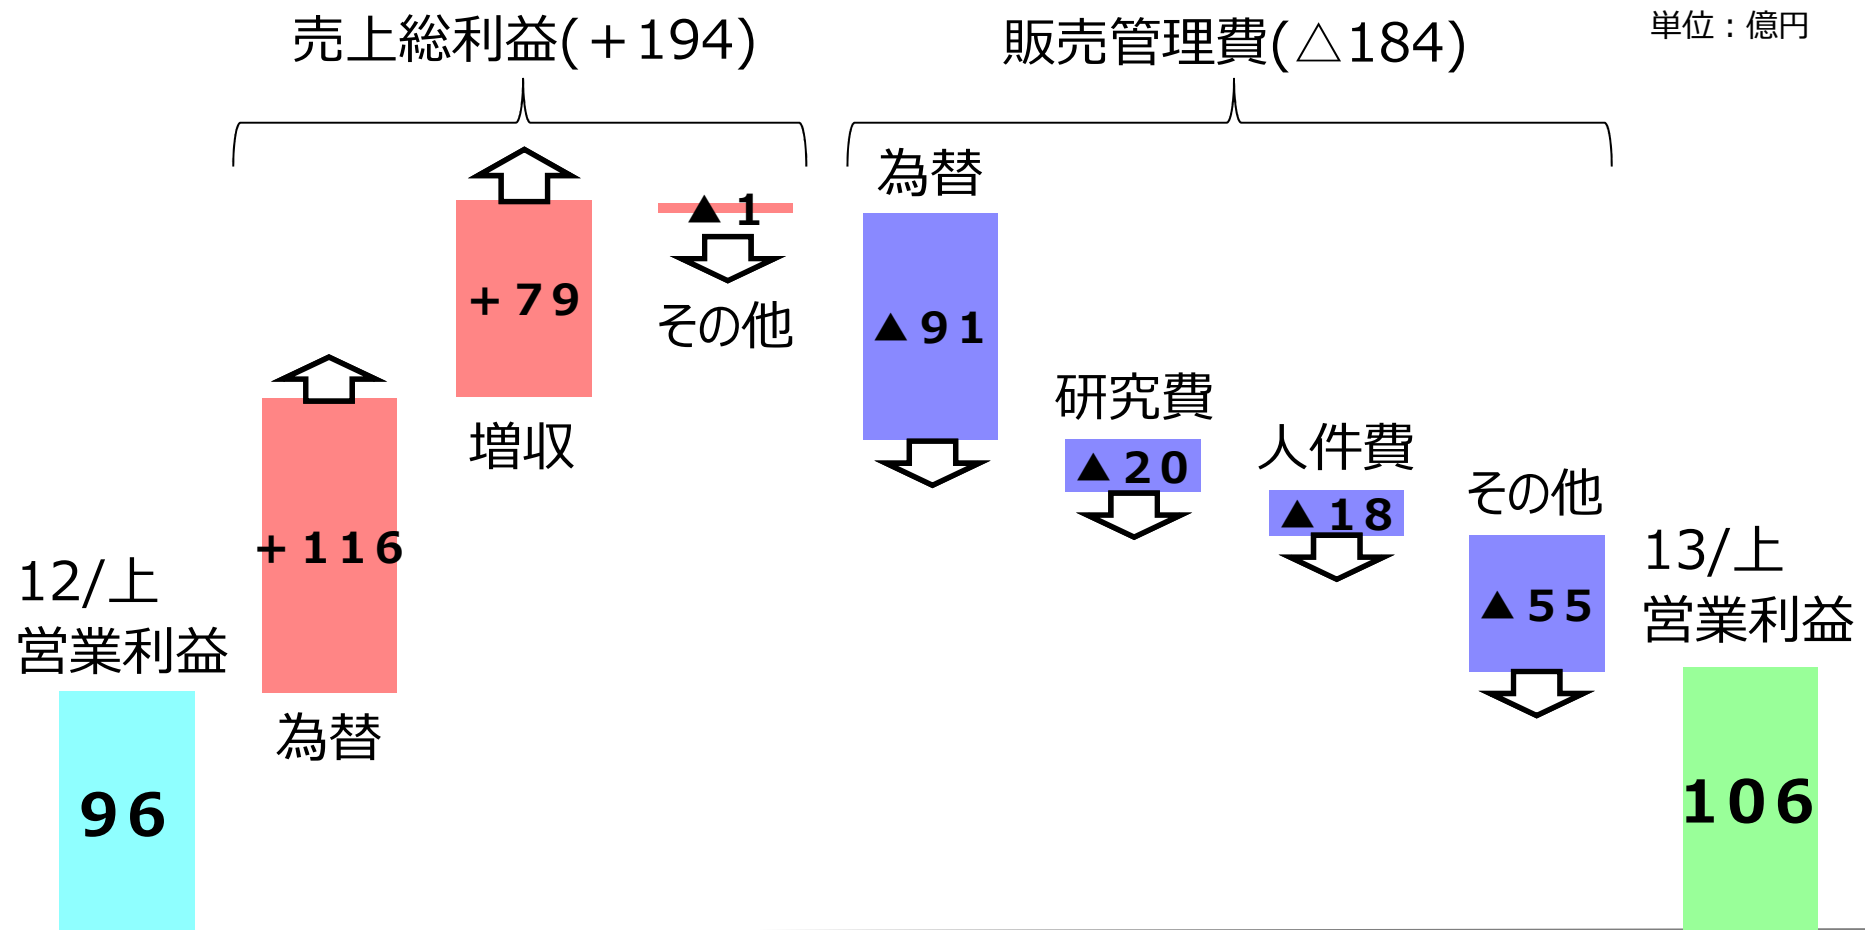 売上総利益(+194)
販売管理費(△184)
単位：億円
12/上
営業利益
96
+116
為替
+79
増収
▲1
その他
為替
▲91
研究費
▲20
人件費
▲18
その他
▲55
13/上
営業利益
106